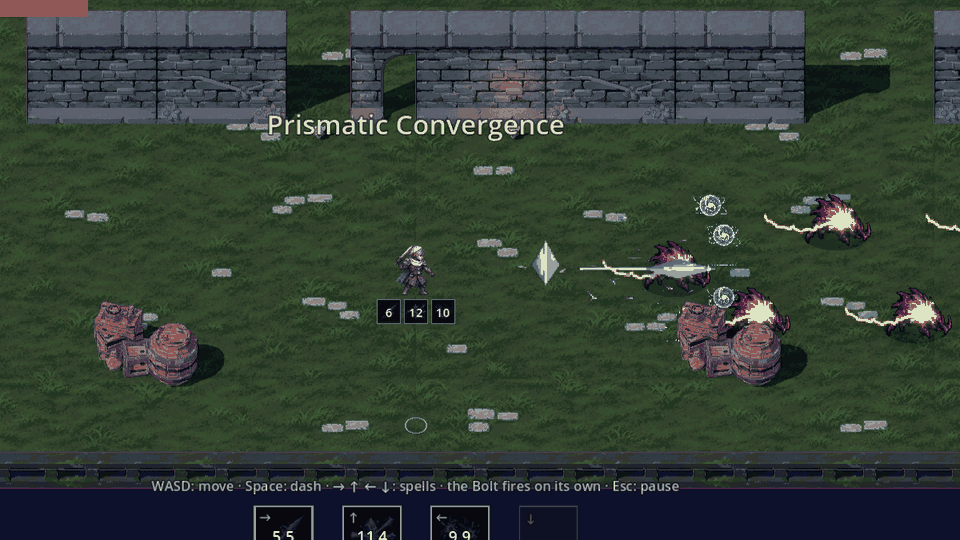 Prismatic Convergence
6 12 10
WASD: move · Space: dash · → ↑ ← ↓: spells · the Bolt fires on its own · Esc: pause
→ ↑ ← ↓
5.5 11.4 9.9